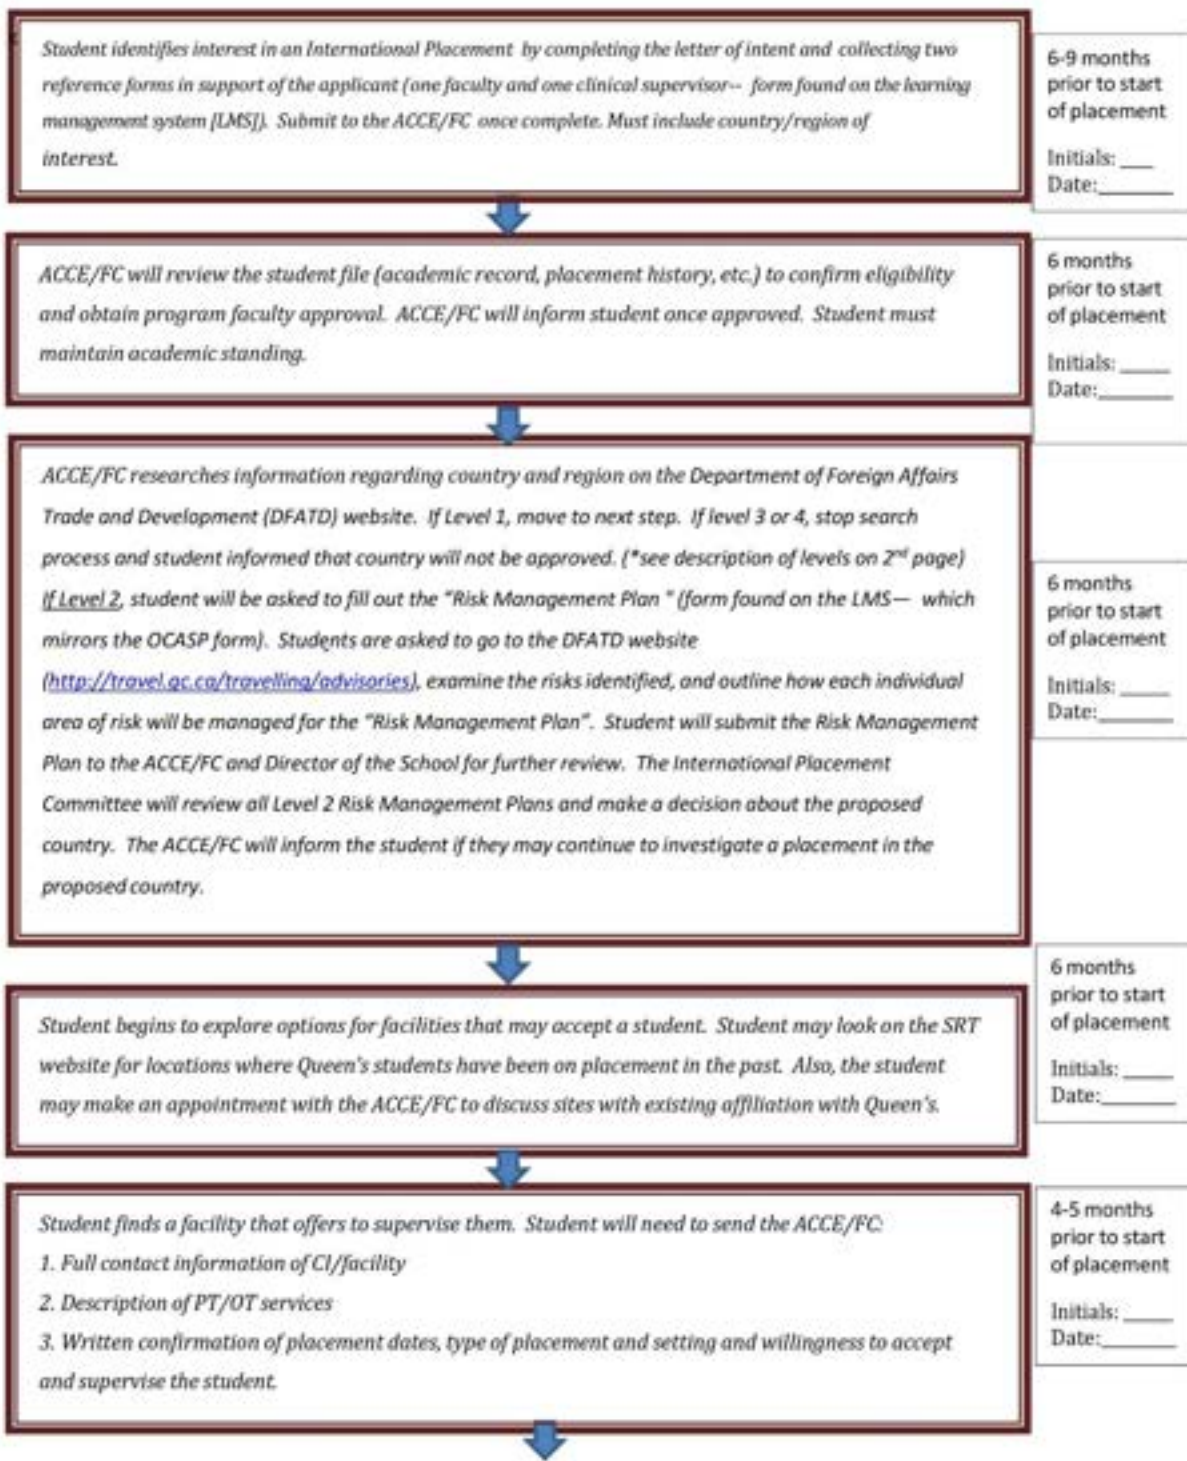 Student identifies interest in an International Placement by completing the letter of intent and collecting two
reference forms in support of the applicant (one faculty and one clinical supervisor-- form found on the learning
management system [LMS]). Submit to the ACCE/FC once complete. Must include country/region of
interest.
6-9 months
prior to start
of placement
Initials: ___
Date:_______
ACCE/FC will review the student file (academic record, placement history, etc.) to confirm eligibility
and obtain program faculty approval. ACCE/FC will inform student once approved. Student must
maintain academic standing.
6 months
prior to start
of placement
Initials: ____
Date:_______
ACCE/FC researches information regarding country and region on the Department of Foreign Affairs
Trade and Development (DFATD) website. If Level 1, move to next step. If level 3 or 4, stop search
process and student informed that country will not be approved. (*see description of levels on 2nd page)
If Level 2, student will be asked to fill out the "Risk Management Plan " (form found on the LMS— which
mirrors the OCASP form). Students are asked to go to the DFATD website
(http://travel.gc.ca/travelling/advisories), examine the risks identified, and outline how each individual
area of risk will be managed for the "Risk Management Plan". Student will submit the Risk Management
Plan to the ACCE/FC and Director of the School for further review. The International Placement
Committee will review all Level 2 Risk Management Plans and make a decision about the proposed
country. The ACCE/FC will inform the student if they may continue to investigate a placement in the
proposed country.
6 months
prior to start
of placement
Initials: ____
Date:_______
Student begins to explore options for facilities that may accept a student. Student may look on the SRT
website for locations where Queen's students have been on placement in the past. Also, the student
may make an appointment with the ACCE/FC to discuss sites with existing affiliation with Queen's.
6 months
prior to start
of placement
Initials: ____
Date:_______
Student finds a facility that offers to supervise them. Student will need to send the ACCE/FC:
1. Full contact information of CI/facility
2. Description of PT/OT services
3. Written confirmation of placement dates, type of placement and setting and willingness to accept
and supervise the student.
4-5 months
prior to start
of placement
Initials: ____
Date:_______